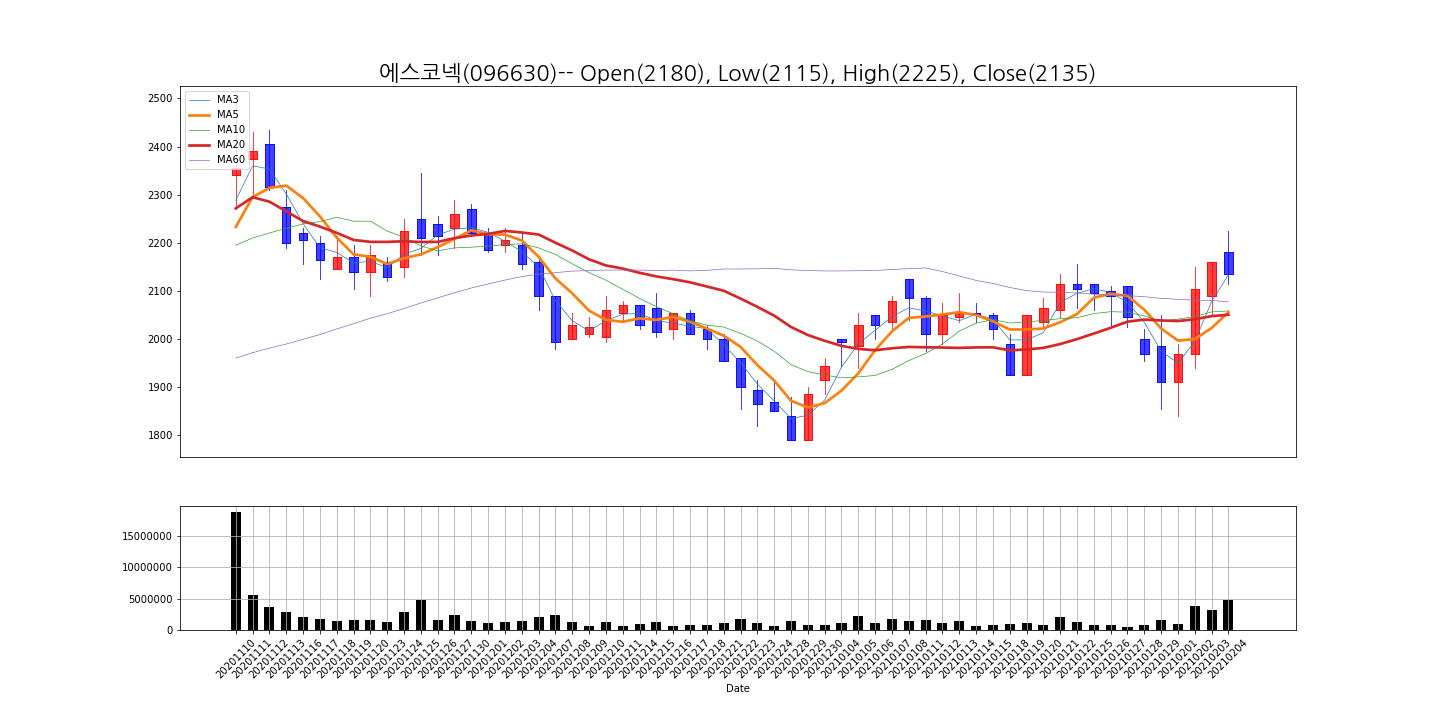 에스코넥(096630)-- Open(2180), Low(2115), High(2225), Close(2135)
MA3
MA5
MA10
MA20
MA60
2500
2400
2300
2200
2100
2000
1900
1800
15000000
10000000
5000000
0
20201110 20201111 20201112 20201113 20201116 20201117 20201118 20201119 20201120 20201123 20201124 20201125 20201126 20201127 20201130 20201201 20201202 20201203 20201204 20201207 20201208 20201209 20201210 20201211 20201214 20201215 20201216 20201217 20201218 20201221 20201222 20201223 20201224 20201228 20201229 20201230 20210104 20210105 20210106 20210107 20210108 20210111 20210112 20210113 20210114 20210115 20210118 20210119 20210120 20210121 20210122 20210125 20210126 20210127 20210128 20210129 20210201 20210202 20210203 20210204
Date